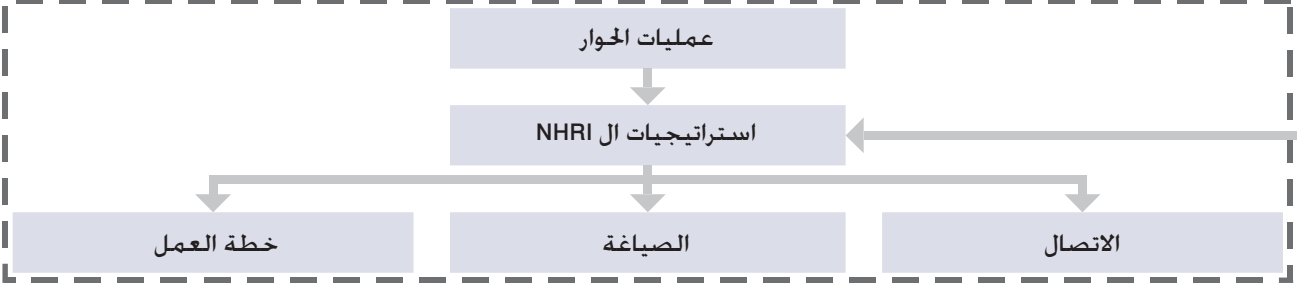 عمليات الحوار
استراتيجيات ال NHRI
الاتصال
الصياغة
خطة العمل